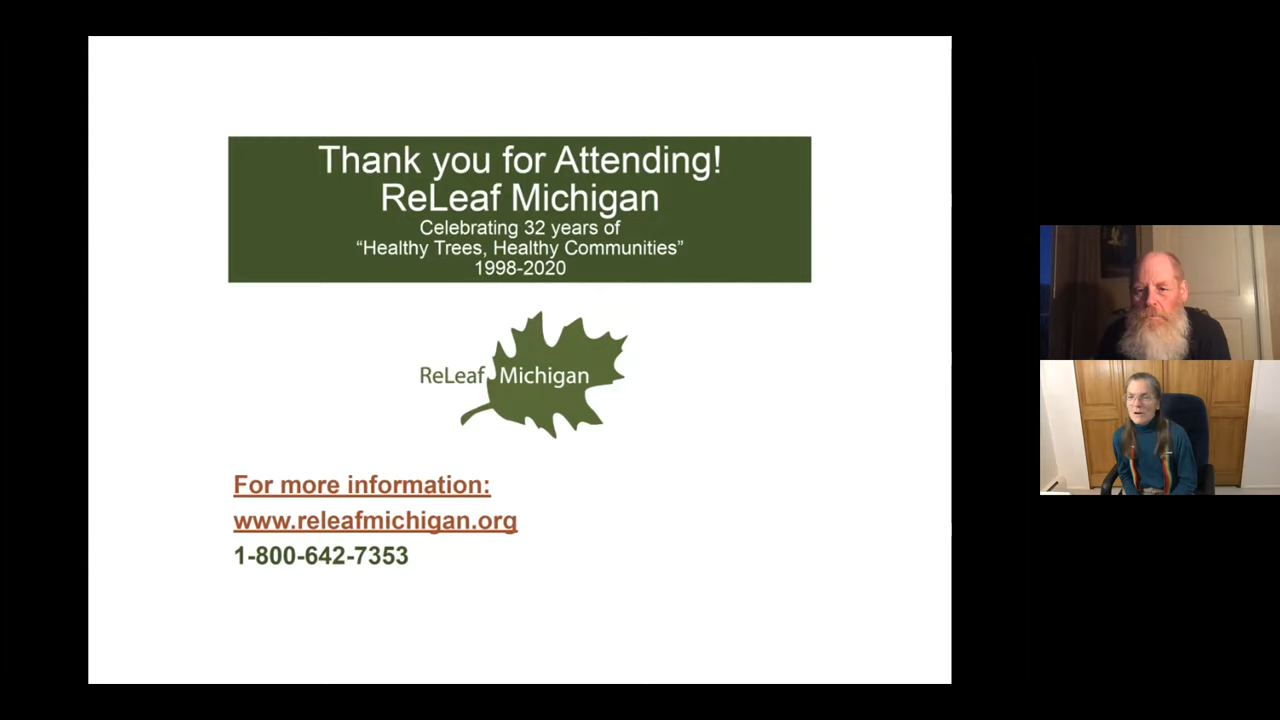 Thank you for Attending!
ReLeaf Michigan
Celebrating 32 years of
“Healthy Trees, Healthy Communities”
1998-2020
ReLeaf Michigan
For more information:
www.releafmichigan.org
1-800-642-7353